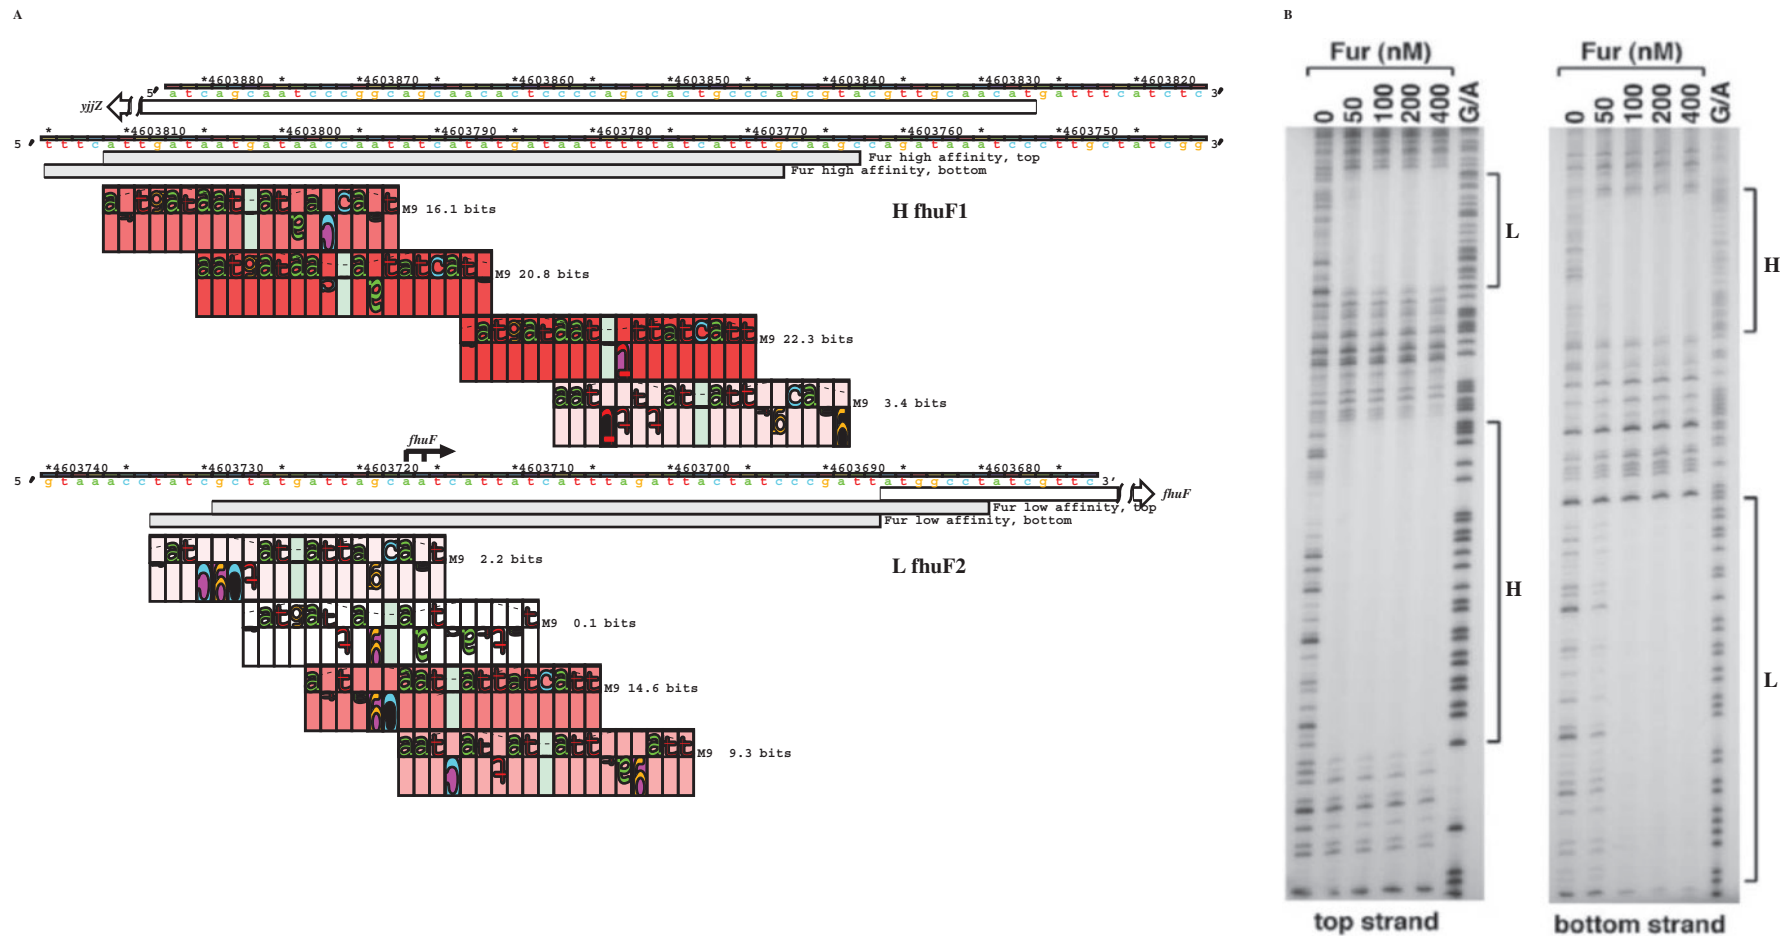 A
*4603880 * *4603870 * *4603860 * *4603850 * *4603840 * *4603830 * *4603820
5' a t c a g c a a t c c c g g c a g c a a c a c t c c c c a g c c a c t g c c c a g c g t a c g t t g c a a c a t g a t t t c a t c t c 3'
yjjZ
* *4603810 * *4603800 * *4603790 * *4603780 * *4603770 * *4603760 * *4603750 *
5' t t t c a t t g a t a a t g a t a a c c a a t a t c a t a t g a t a a t t t t t a t c a t t t g c a a g c c a g a t a a a t c c c t t g c t a t c g g 3'
Fur high affinity, top
Fur high affinity, bottom
M9 16.1 bits
H fhuF1
M9 20.8 bits
M9 22.3 bits
M9 3.4 bits
fhuF
*4603740 * *4603730 * *4603720 * *4603710 * *4603700 * *4603690 * *4603680 *
5' g t a a a c c t a t c g c t a t g a t t a g c a a t c a t t a t c a t t t a g a t t a c t a t c c c g a t t a t g g c c t a t c g t t c 3'
fhuF
Fur low affinity, top
Fur low affinity, bottom
M9 2.2 bits
L fhuF2
M9 0.1 bits
M9 14.6 bits
M9 9.3 bits
B
Fur (nM)
0 50 100 200 400 G/A
L
H
top strand
Fur (nM)
0 50 100 200 400 G/A
H
L
bottom strand